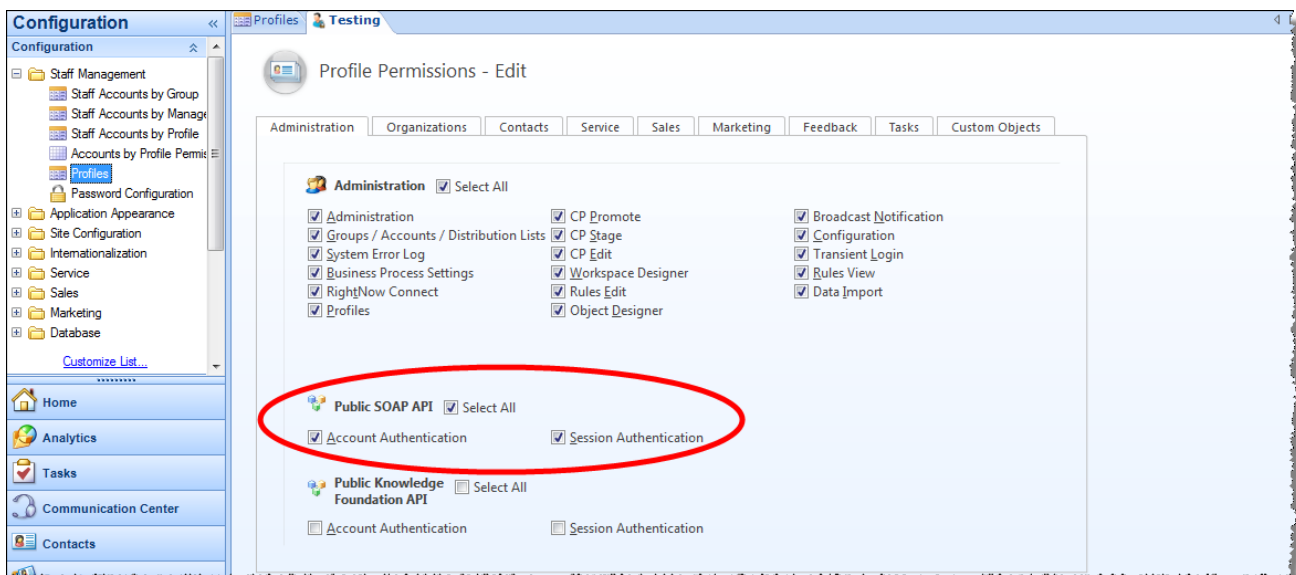 Configuration «
Configuration
Staff Management
Staff Accounts by Group
Staff Accounts by Manage
Staff Accounts by Profile
Accounts by Profile Permis
Profiles
Password Configuration
Application Appearance
Site Configuration
Internationalization
Service
Sales
Marketing
Database
Customize List...
Home
Analytics
Tasks
Communication Center
Contacts
Profiles Testing
Profile Permissions - Edit
Administration Organizations Contacts Service Sales Marketing Feedback Tasks Custom Objects
Administration Select All
Administration CP Promote Broadcast Notification
Groups / Accounts / Distribution Lists CP Stage Configuration
System Error Log CP Edit Transient Login
Business Process Settings Workspace Designer Rules View
RightNow Connect Rules Edit Data Import
Profiles Object Designer
Public SOAP API Select All
Account Authentication Session Authentication
Public Knowledge Select All
Foundation API
Account Authentication Session Authentication